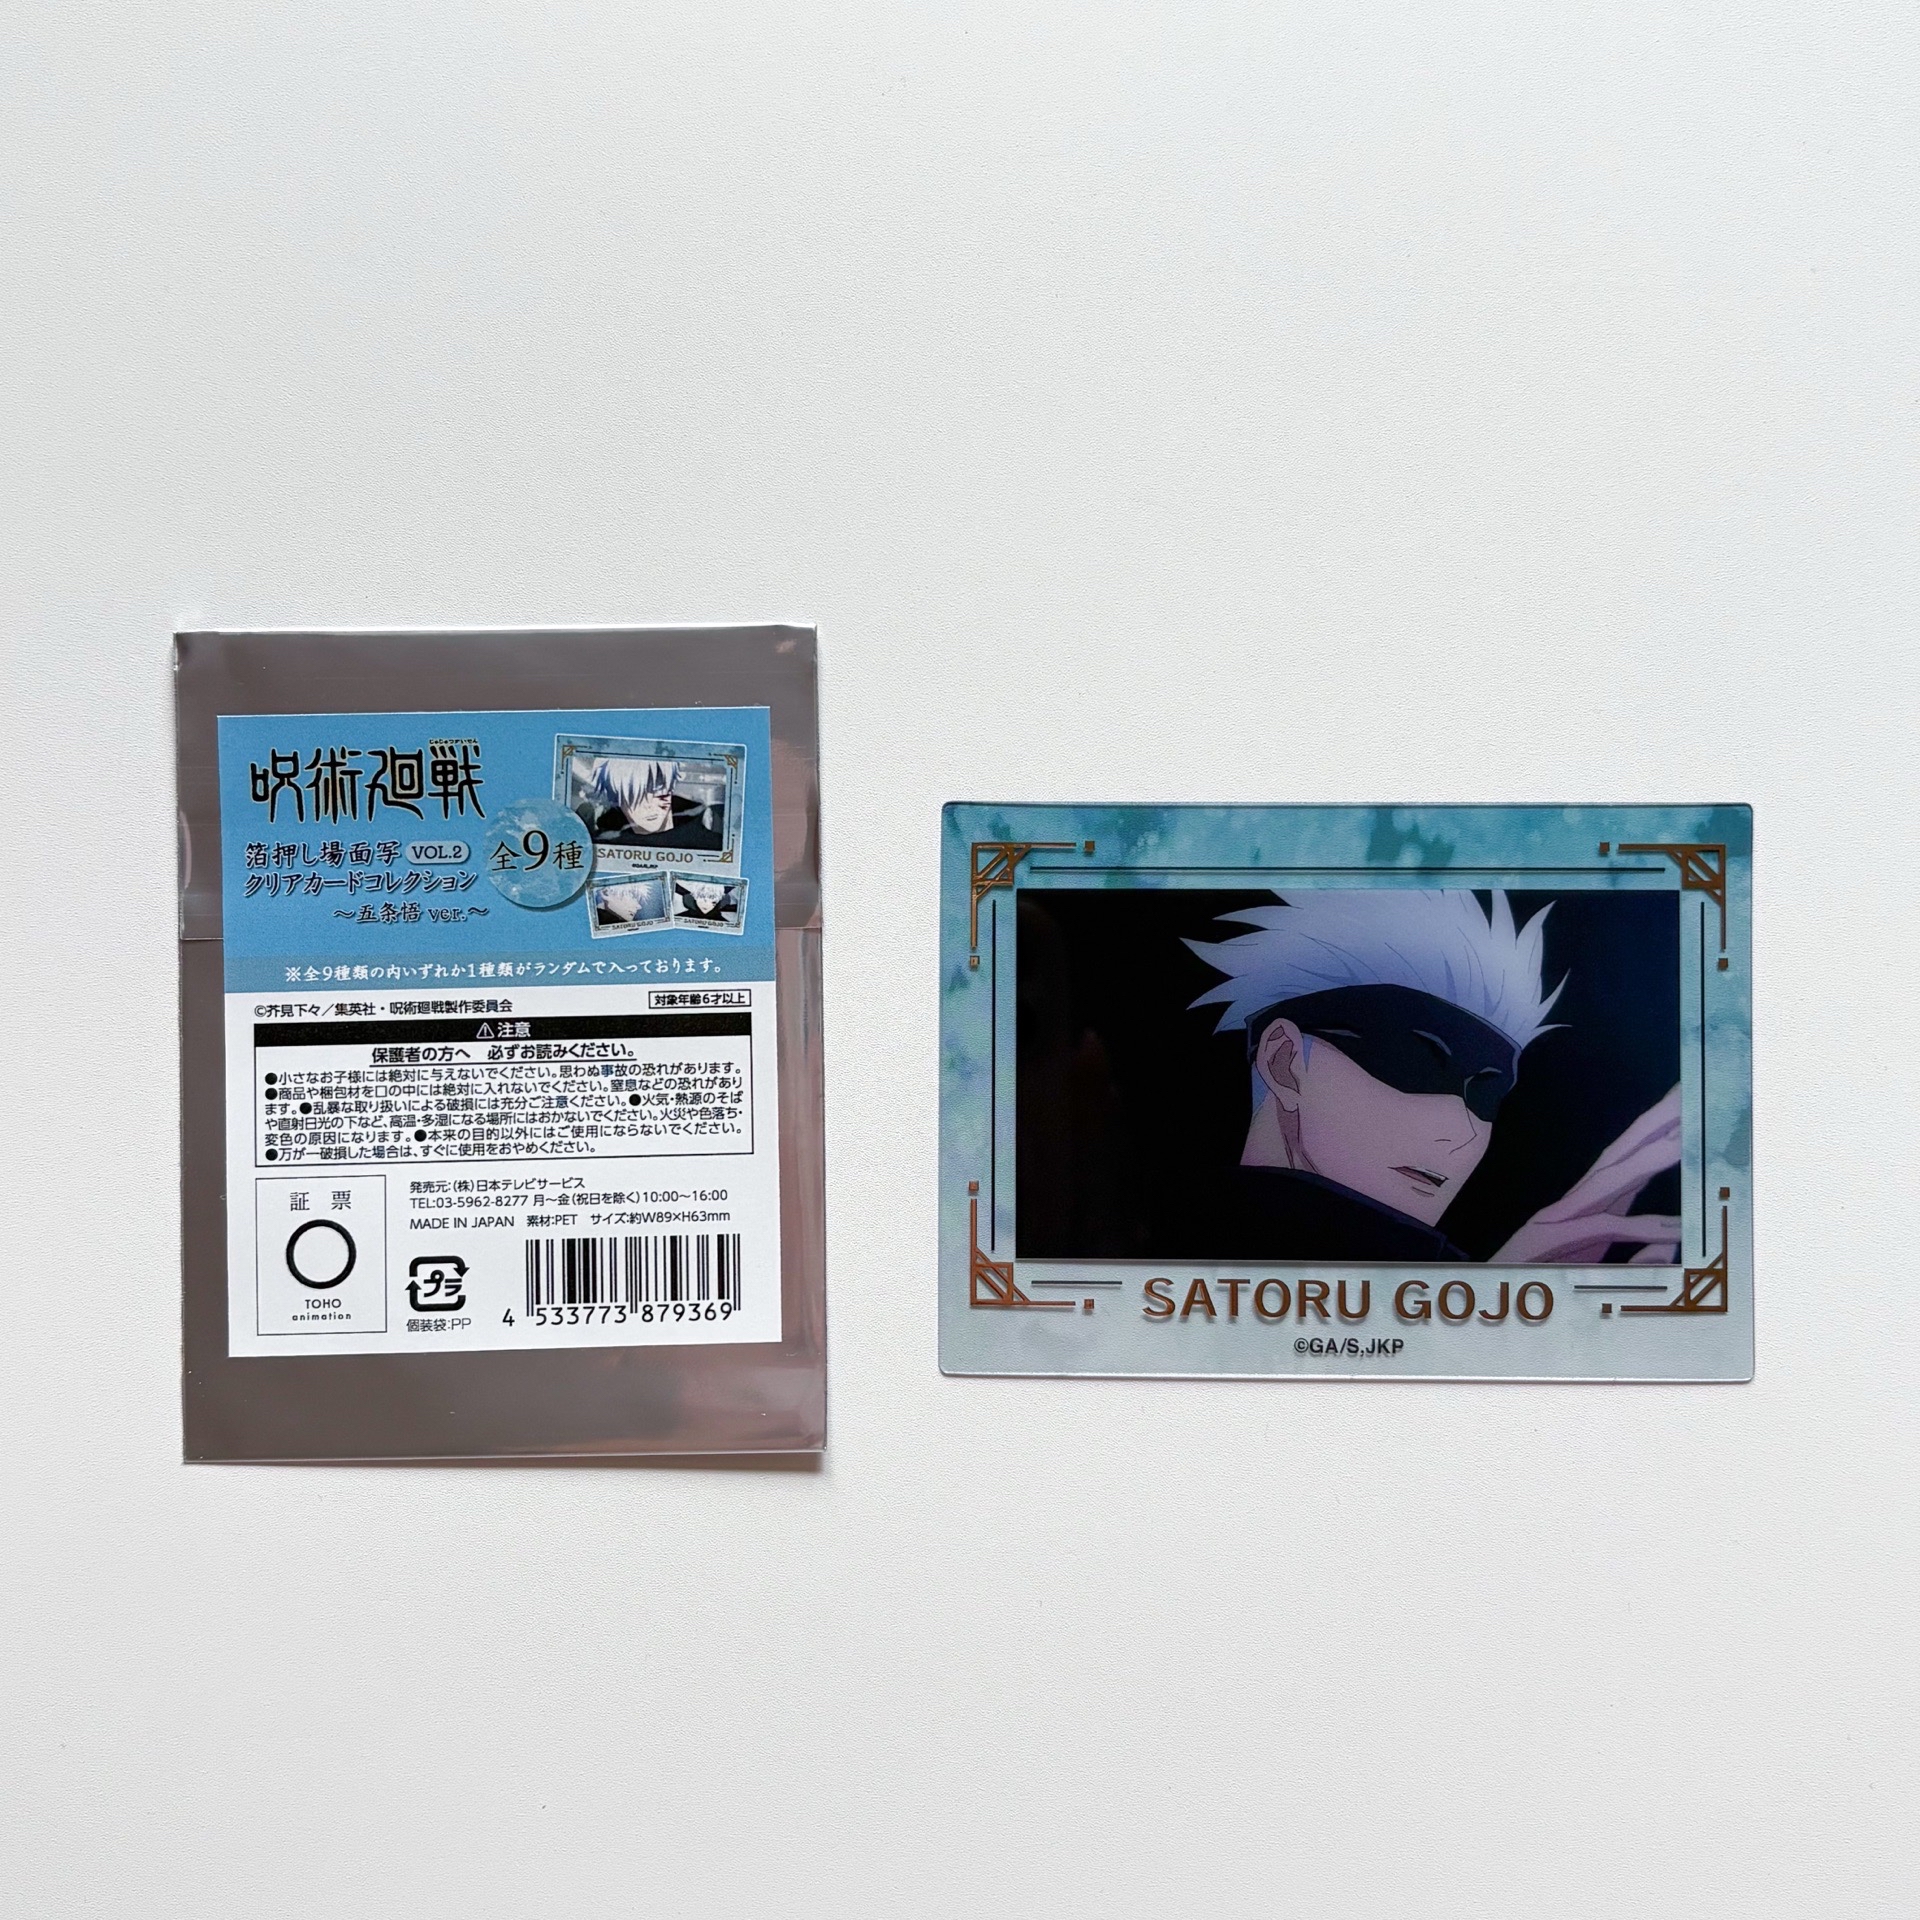 呪術廻戦
じゅじゅつかいせん
箔押し場面写 VOL.2
クリアカードコレクション
～五条悟 ver.～
全9種
SATORU GOJO
SATORU GOJO
SATORU GOJO
※全9種類の内いずれか1種類がランダムで入っております。
©芥見下々／集英社・呪術廻戦製作委員会
対象年齢6才以上
⚠注意
保護者の方へ 必ずお読みください。
●小さなお子様には絶対に与えないでください。思わぬ事故の恐れがあります。
●商品や梱包材を口の中には絶対に入れないでください。窒息などの恐れがあり
ます。●乱暴な取り扱いによる破損には充分ご注意ください。●火気・熱源のそば
や直射日光の下など、高温・多湿になる場所にはおかないでください。火災や色落ち・
変色の原因になります。●本来の目的以外にはご使用にならないでください。
●万が一破損した場合は、すぐに使用をおやめください。
証 票
TOHO
animation
発売元:(株)日本テレビサービス
TEL:03-5962-8277 月～金(祝日を除く)10:00～16:00
MADE IN JAPAN 素材:PET サイズ:約W89×H63mm
プラ
個装袋:PP
4 533773 879369
SATORU GOJO
©GA/S,JKP